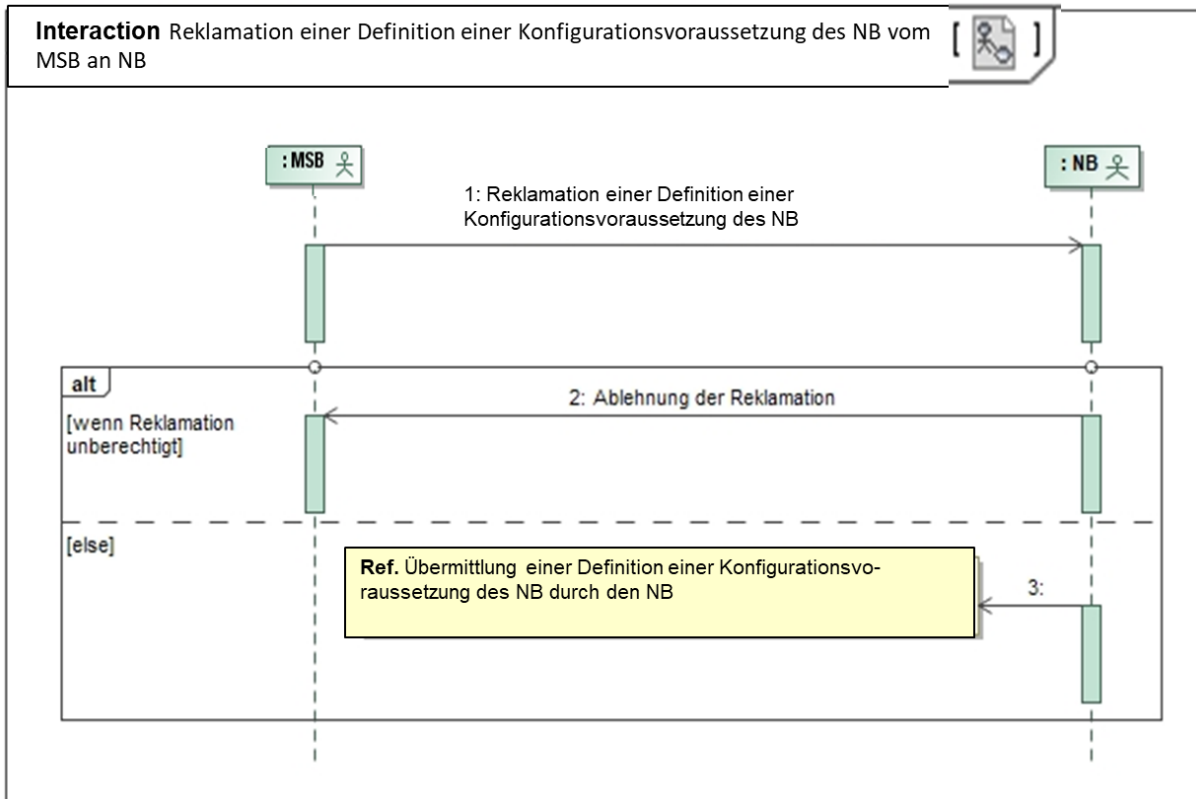 Interaction Reklamation einer Definition einer Konfigurationsvoraussetzung des NB vom
MSB an NB
[ ]
: MSB
: NB
1: Reklamation einer Definition einer
Konfigurationsvoraussetzung des NB
alt
2: Ablehnung der Reklamation
[wenn Reklamation
unberechtigt]
[else]
Ref. Übermittlung einer Definition einer Konfigurationsvo-
raussetzung des NB durch den NB
3: